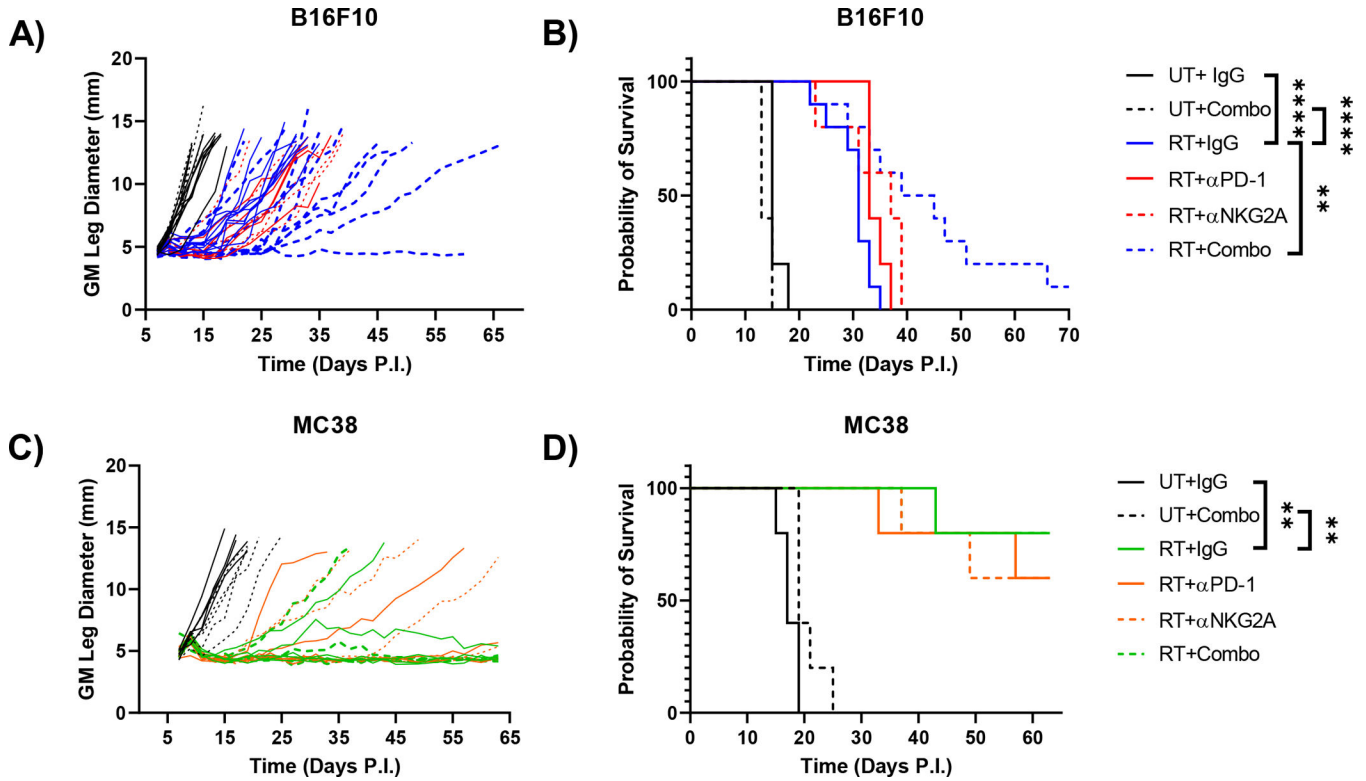 A)
B16F10
GM Leg Diameter (mm)
20
15
10
5
0
5 15 25 35 45 55 65
Time (Days P.I.)
B)
B16F10
Probability of Survival
100
50
0
0 10 20 30 40 50 60 70
Time (Days P.I.)
UT+ IgG
UT+Combo
RT+IgG
RT+αPD-1
RT+αNKG2A
RT+Combo
****
****
**
C)
MC38
GM Leg Diameter (mm)
20
15
10
5
0
5 15 25 35 45 55 63
Time (Days P.I.)
D)
MC38
Probability of Survival
100
50
0
0 20 40 60
Time (Days P.I.)
UT+IgG
UT+Combo
RT+IgG
RT+αPD-1
RT+αNKG2A
RT+Combo
**
**